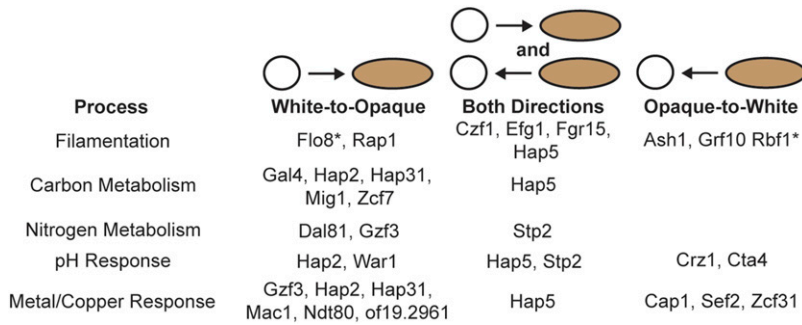 and
Process White-to-Opaque Both Directions Opaque-to-White
Filamentation Flo8*, Rap1 Czf1, Efg1, Fgr15, Hap5 Ash1, Grf10 Rbf1*
Carbon Metabolism Gal4, Hap2, Hap31, Mig1, Zcf7 Hap5
Nitrogen Metabolism Dal81, Gzf3 Stp2
pH Response Hap2, War1 Hap5, Stp2 Crz1, Cta4
Metal/Copper Response Gzf3, Hap2, Hap31, Mac1, Ndt80, of19.2961 Hap5 Cap1, Sef2, Zcf31